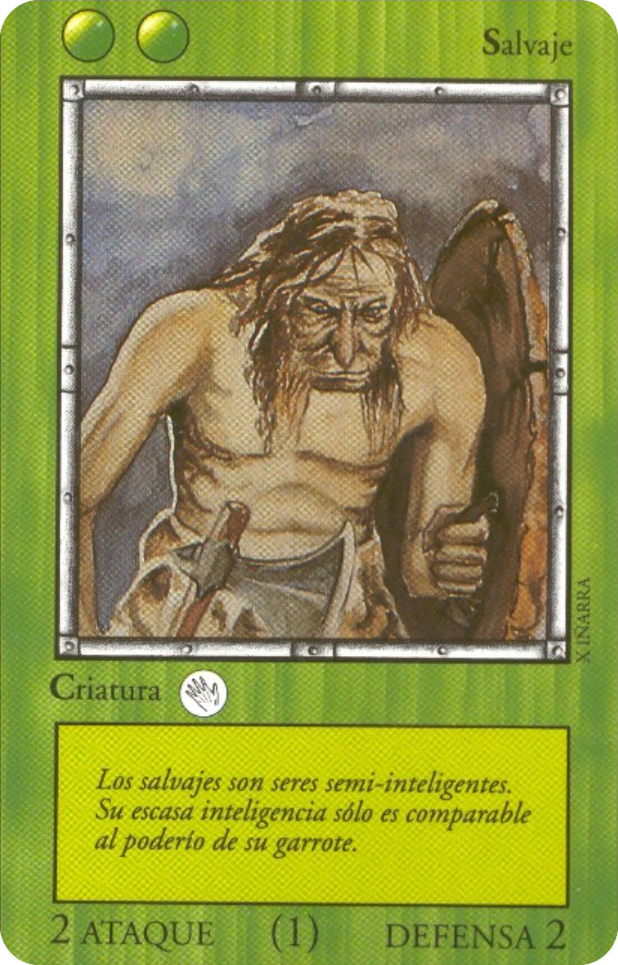 Salvaje
X IÑARRA
Criatura
Los salvajes son seres semi-inteligentes.
Su escasa inteligencia sólo es comparable
al poderío de su garrote.
2 ATAQUE (1) DEFENSA 2